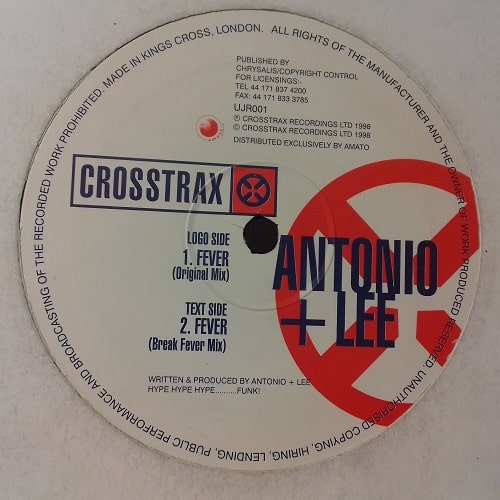 ALL RIGHTS OF THE MANUFACTURER AND THE OWNER OF WORK PRODUCED RESERVED. UNAUTHORISED COPYING, HIRING, LENDING, PUBLIC PERFORMANCE AND BROADCASTING OF THE RECORDED WORK PROHIBITED. MADE IN KINGS CROSS, LONDON.
PUBLISHED BY
CHRYSALIS/COPYRIGHT CONTROL
FOR LICENSINGS:-
TEL 44 171 837 4200
FAX: 44 171 833 3785
UJR001
℗ CROSSTRAX RECORDINGS LTD 1998
© CROSSTRAX RECORDINGS LTD 1998
DISTRIBUTED EXCLUSIVELY BY AMATO
CROSSTRAX
LOGO SIDE
1. FEVER
(Original Mix)
TEXT SIDE
2. FEVER
(Break Fever Mix)
ANTONIO
+ LEE
WRITTEN & PRODUCED BY ANTONIO + LEE
HYPE HYPE HYPE..........FUNK!